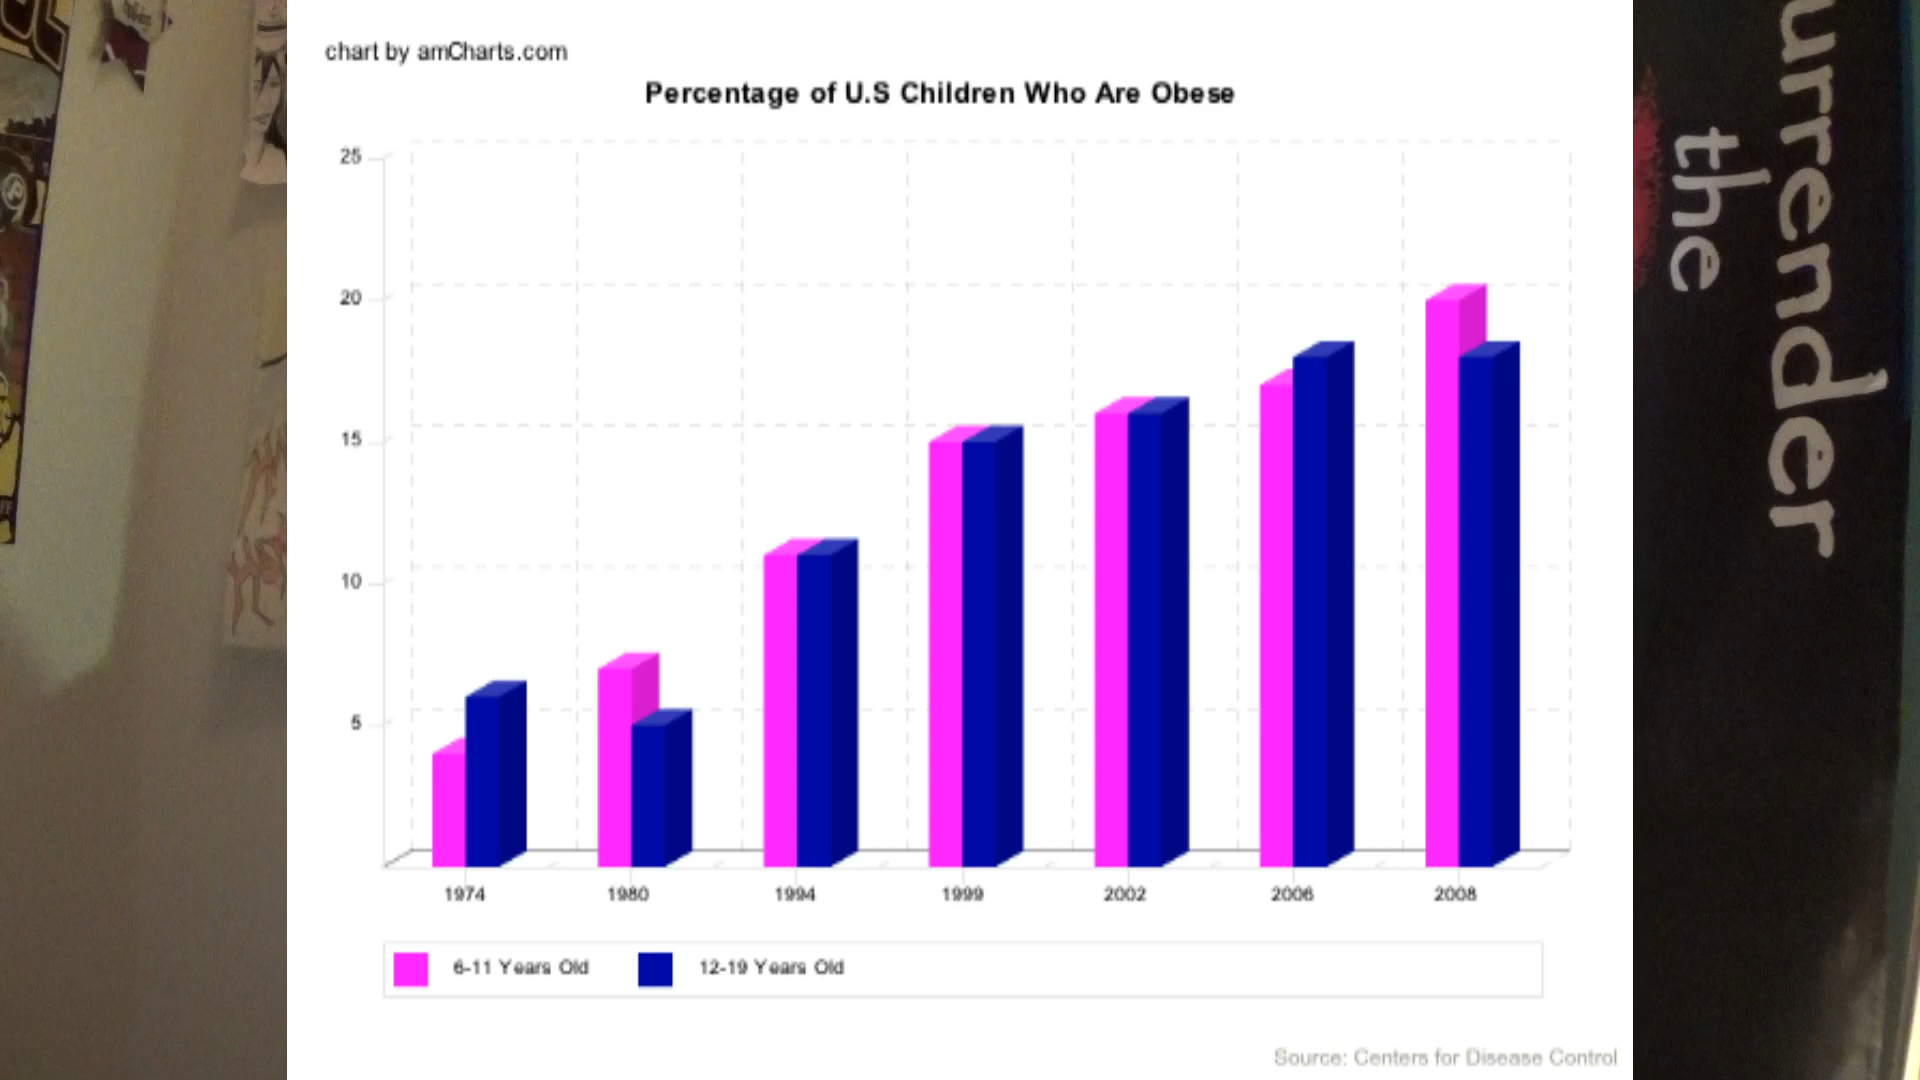 chart by amCharts.com
Percentage of U.S Children Who Are Obese
25
20
15
10
5
1974
1980
1994
1999
2002
2006
2008
6-11 Years Old
12-19 Years Old
Source: Centers for Disease Control
urrender
the